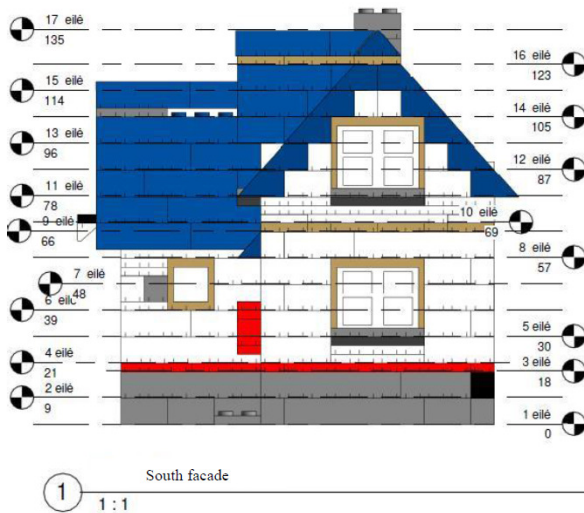 17 eilė
135
16 eilė
123
15 eilė
114
14 eilė
105
13 eilė
96
12 eilė
87
11 eilė
78
10 eilė
69
9 eilė
66
8 eilė
57
7 eilė
48
6 eilė
39
5 eilė
30
4 eilė
21
3 eilė
18
2 eilė
9
1 eilė
0
South facade
1
1 : 1